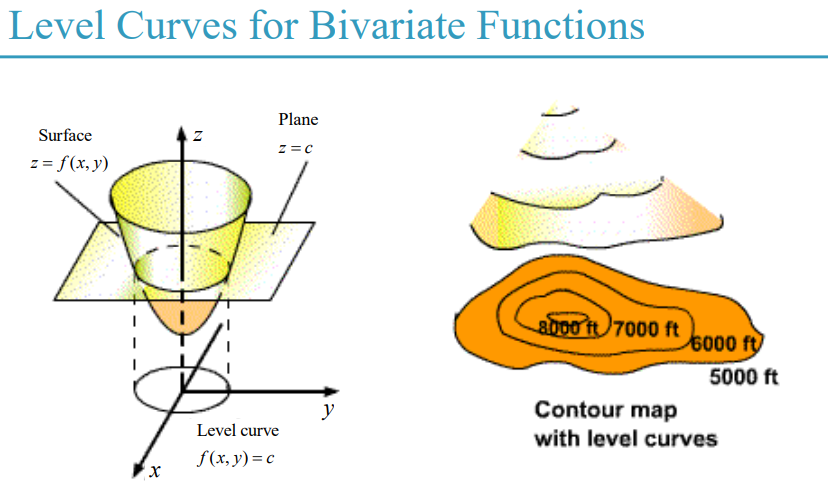 Level Curves for Bivariate Functions
Surface
z = f(x, y)
Plane
z = c
z
y
x
Level curve
f(x, y) = c
8000 ft
7000 ft
6000 ft
5000 ft
Contour map
with level curves